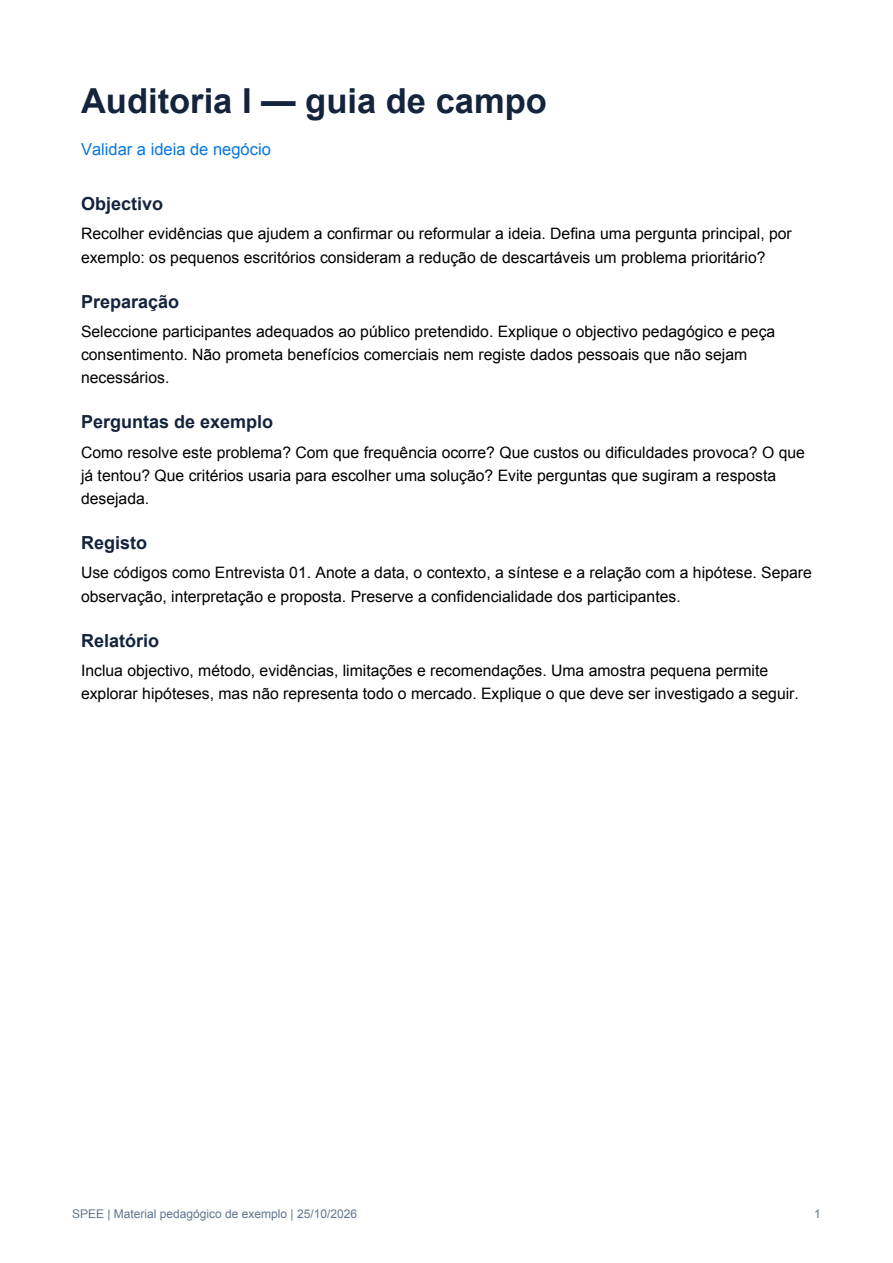 Auditoria I — guia de campo
Validar a ideia de negócio
Objectivo
Recolher evidências que ajudem a confirmar ou reformular a ideia. Defina uma pergunta principal, por
exemplo: os pequenos escritórios consideram a redução de descartáveis um problema prioritário?
Preparação
Seleccione participantes adequados ao público pretendido. Explique o objectivo pedagógico e peça
consentimento. Não prometa benefícios comerciais nem registe dados pessoais que não sejam
necessários.
Perguntas de exemplo
Como resolve este problema? Com que frequência ocorre? Que custos ou dificuldades provoca? O que
já tentou? Que critérios usaria para escolher uma solução? Evite perguntas que sugiram a resposta
desejada.
Registo
Use códigos como Entrevista 01. Anote a data, o contexto, a síntese e a relação com a hipótese. Separe
observação, interpretação e proposta. Preserve a confidencialidade dos participantes.
Relatório
Inclua objectivo, método, evidências, limitações e recomendações. Uma amostra pequena permite
explorar hipóteses, mas não representa todo o mercado. Explique o que deve ser investigado a seguir.
SPEE | Material pedagógico de exemplo | 25/10/2026 1